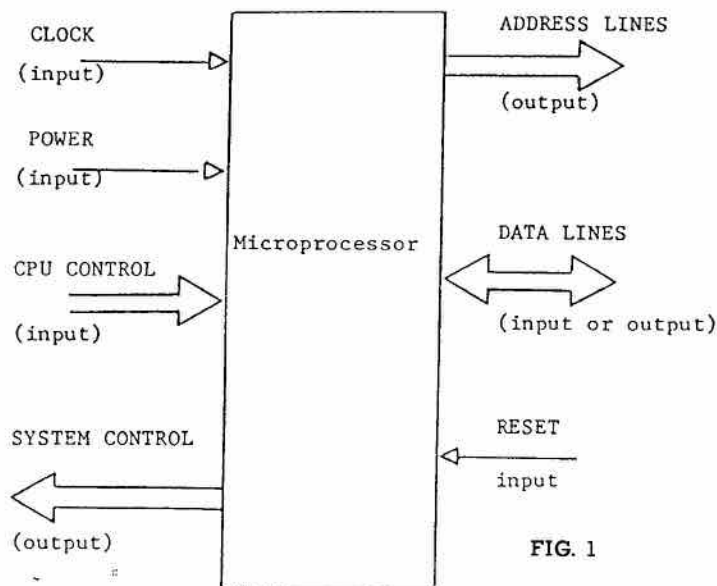 CLOCK
(input)
POWER
(input)
CPU CONTROL
(input)
SYSTEM CONTROL
(output)
Microprocessor
ADDRESS LINES
(output)
DATA LINES
(input or output)
RESET
input
FIG. 1